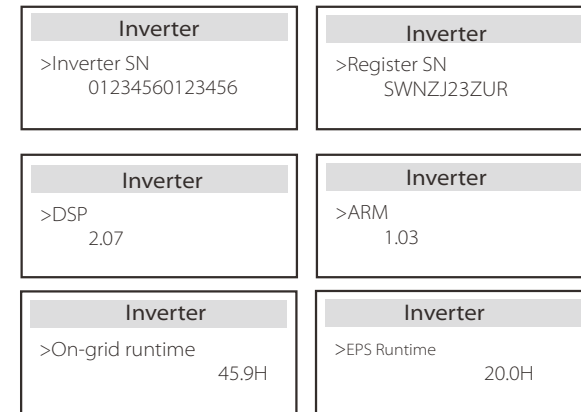 Inverter
>Inverter SN
01234560123456
Inverter
>Register SN
SWNZJ23ZUR
Inverter
>DSP
2.07
Inverter
>ARM
1.03
Inverter
>On-grid runtime
45.9H
Inverter
>EPS Runtime
20.0H